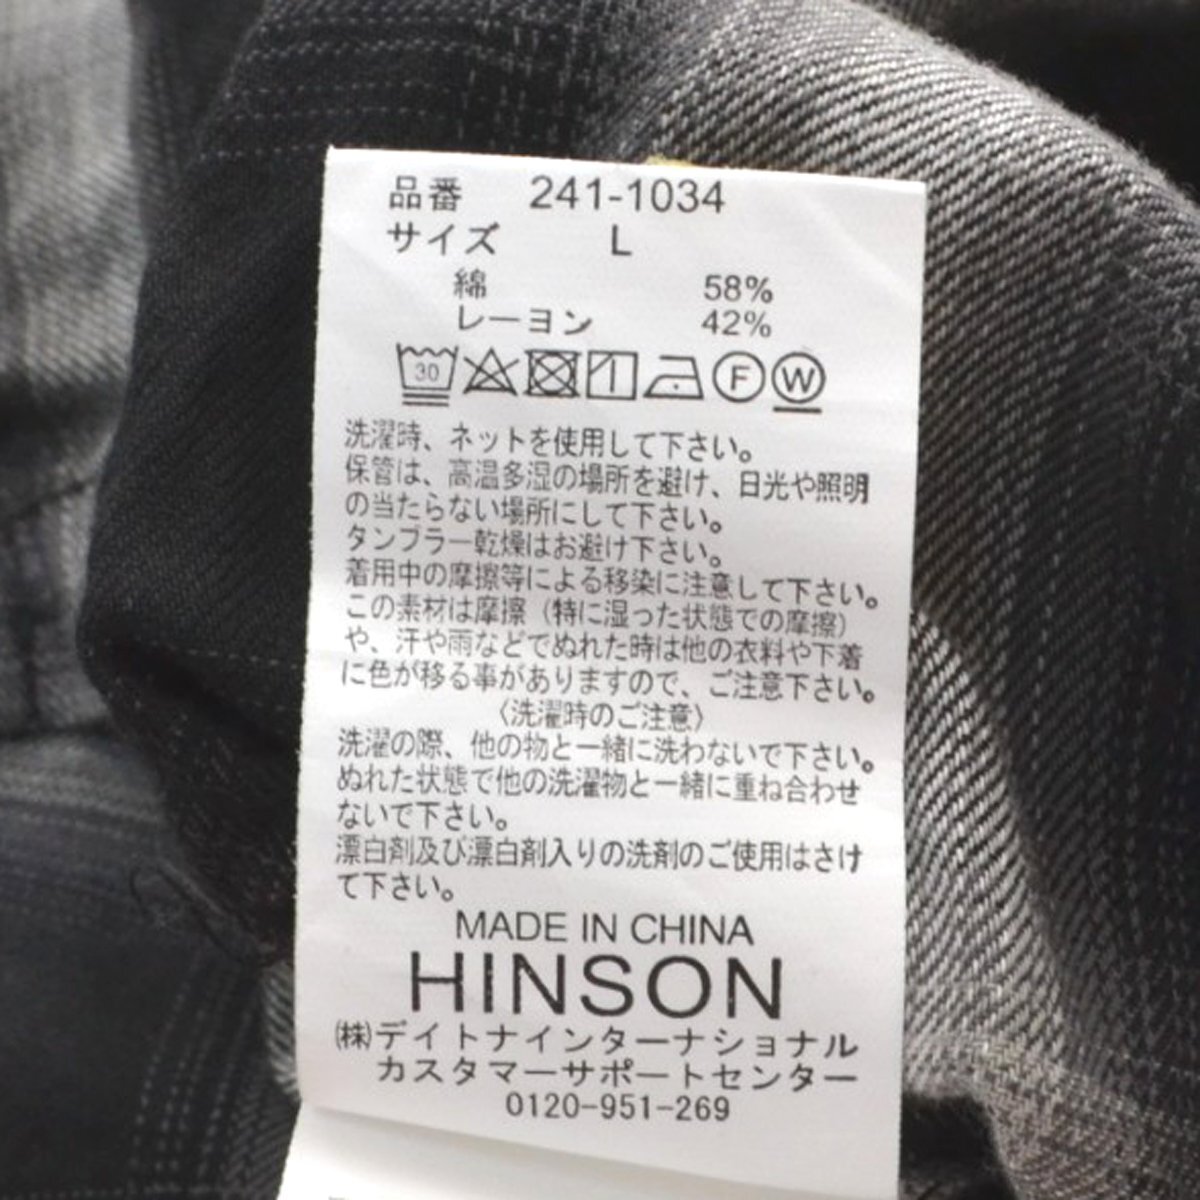 品番 241-1034
サイズ L
綿 58%
レーヨン 42%
30 F W
洗濯時、ネットを使用して下さい。
保管は、高温多湿の場所を避け、日光や照明
の当たらない場所にして下さい。
タンブラー乾燥はお避け下さい。
着用中の摩擦等による移染に注意して下さい。
この素材は摩擦（特に湿った状態での摩擦）
や、汗や雨などでぬれた時は他の衣料や下着
に色が移る事がありますので、ご注意下さい。
〈洗濯時のご注意〉
洗濯の際、他の物と一緒に洗わないで下さい。
ぬれた状態で他の洗濯物と一緒に重ね合わせ
ないで下さい。
漂白剤及び漂白剤入りの洗剤のご使用はさけ
て下さい。
MADE IN CHINA
HINSON
㈱デイトナインターナショナル
カスタマーサポートセンター
0120-951-269